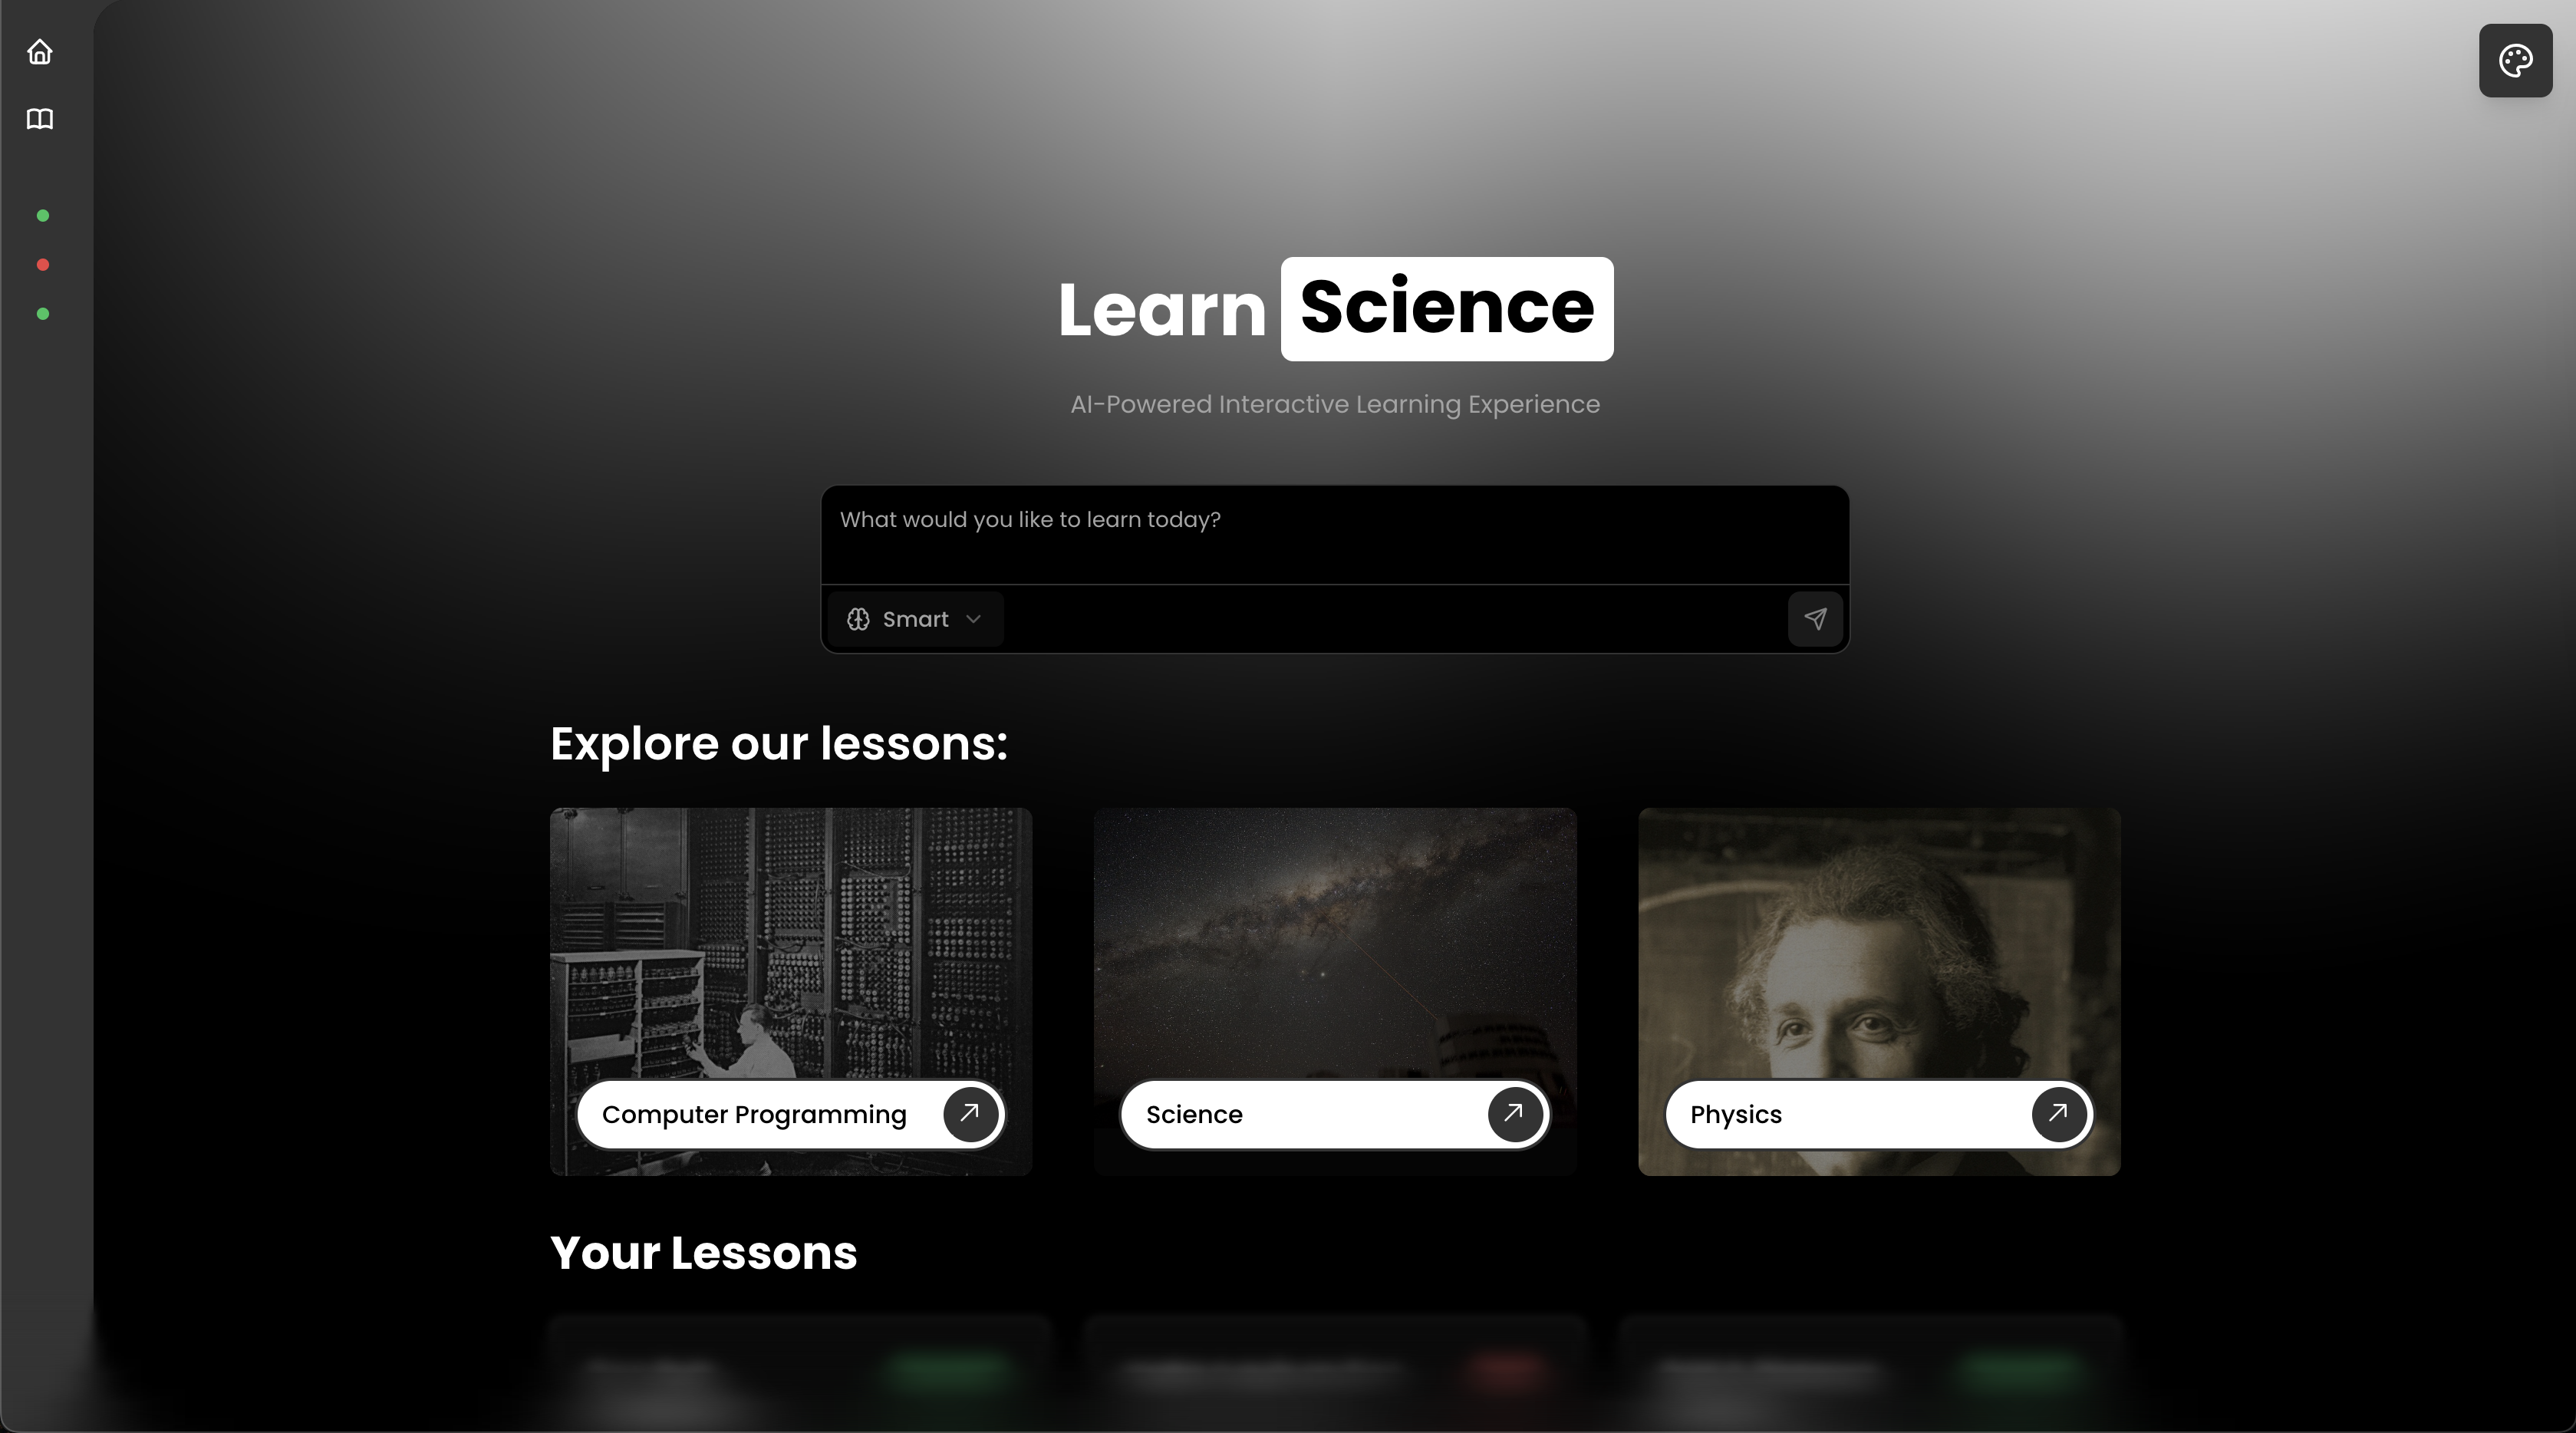 Learn Science
AI-Powered Interactive Learning Experience
What would you like to learn today?
Smart
Explore our lessons:
Computer Programming
Science
Physics
Your Lessons